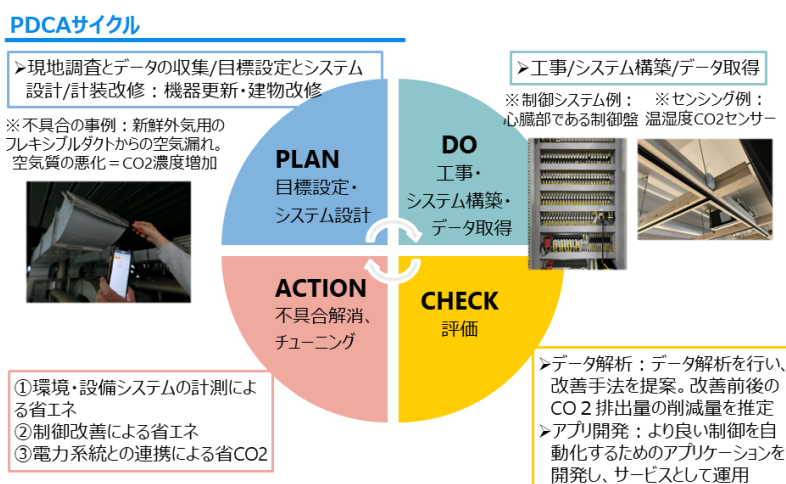 PDCAサイクル
➢現地調査とデータの収集/目標設定とシステム
設計/計装改修：機器更新・建物改修
※不具合の事例：新鮮外気用の
フレキシブルダクトからの空気漏れ。
空気質の悪化＝CO2濃度増加
➢工事/システム構築/データ取得
※制御システム例：
心臓部である制御盤
※センシング例：
温湿度CO2センサー
PLAN
目標設定・
システム設計
DO
工事・
システム構築・
データ取得
ACTION
不具合解消、
チューニング
CHECK
評価
①環境・設備システムの計測によ
る省エネ
②制御改善による省エネ
③電力系統との連携による省CO2
➢データ解析：データ解析を行い、
改善手法を提案。改善前後の
CO２排出量の削減量を推定
➢アプリ開発：より良い制御を自
動化するためのアプリケーションを
開発し、サービスとして運用